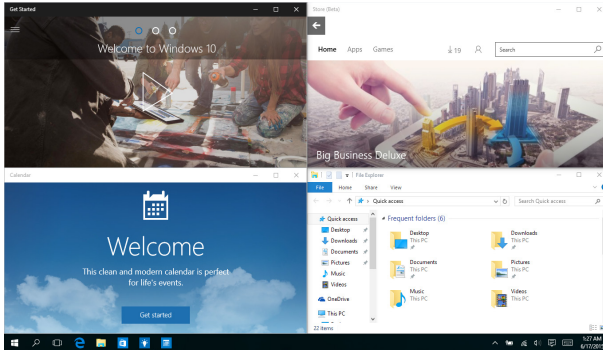 Get Started
Welcome to Windows 10
Store (Beta)
Home Apps Games
19
Search
Big Business Deluxe
Calendar
Welcome
This clean and modern calendar is perfect
for life's events.
Get started
File Explorer
File Home Share View
Quick access
Search Quick access
Quick access
Desktop
Downloads
Documents
Pictures
Music
Videos
OneDrive
This PC
22 items
Frequent folders (6)
Desktop
This PC
Downloads
This PC
Documents
This PC
Pictures
This PC
Music
This PC
Videos
This PC
1:27 AM